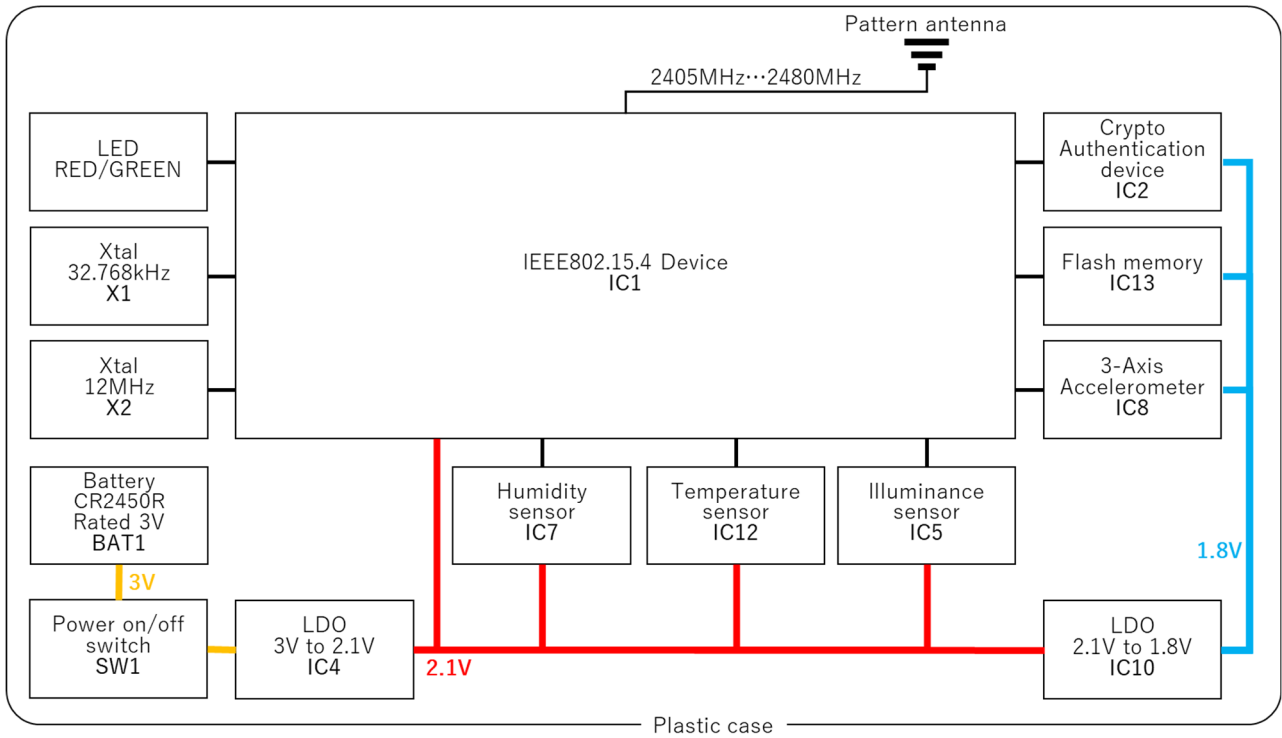 Pattern antenna
2405MHz…2480MHz
LED
RED/GREEN
Xtal
32.768kHz
X1
Xtal
12MHz
X2
IEEE802.15.4 Device
IC1
Crypto
Authentication
device
IC2
Flash memory
IC13
3-Axis
Accelerometer
IC8
Battery
CR2450R
Rated 3V
BAT1
3V
Humidity
sensor
IC7
Temperature
sensor
IC12
Illuminance
sensor
IC5
1.8V
Power on/off
switch
SW1
LDO
3V to 2.1V
IC4
2.1V
LDO
2.1V to 1.8V
IC10
Plastic case